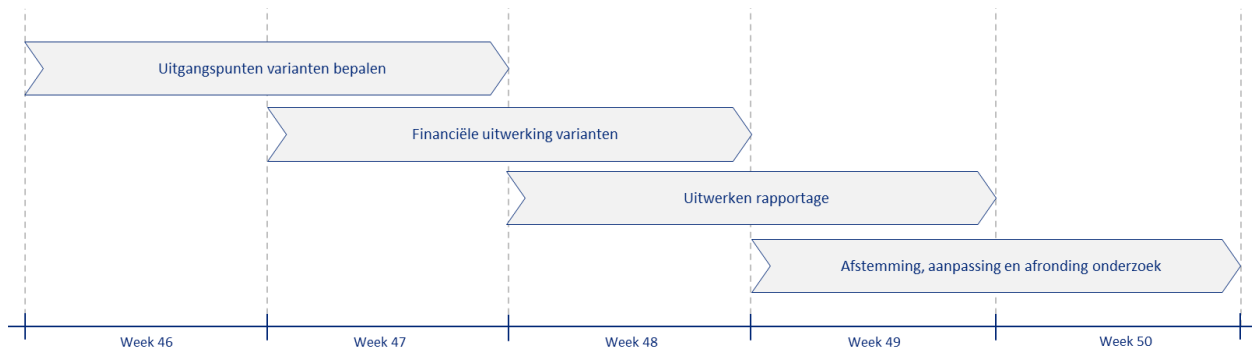 Uitgangspunten varianten bepalen
Financiële uitwerking varianten
Uitwerken rapportage
Afstemming, aanpassing en afronding onderzoek
Week 46
Week 47
Week 48
Week 49
Week 50